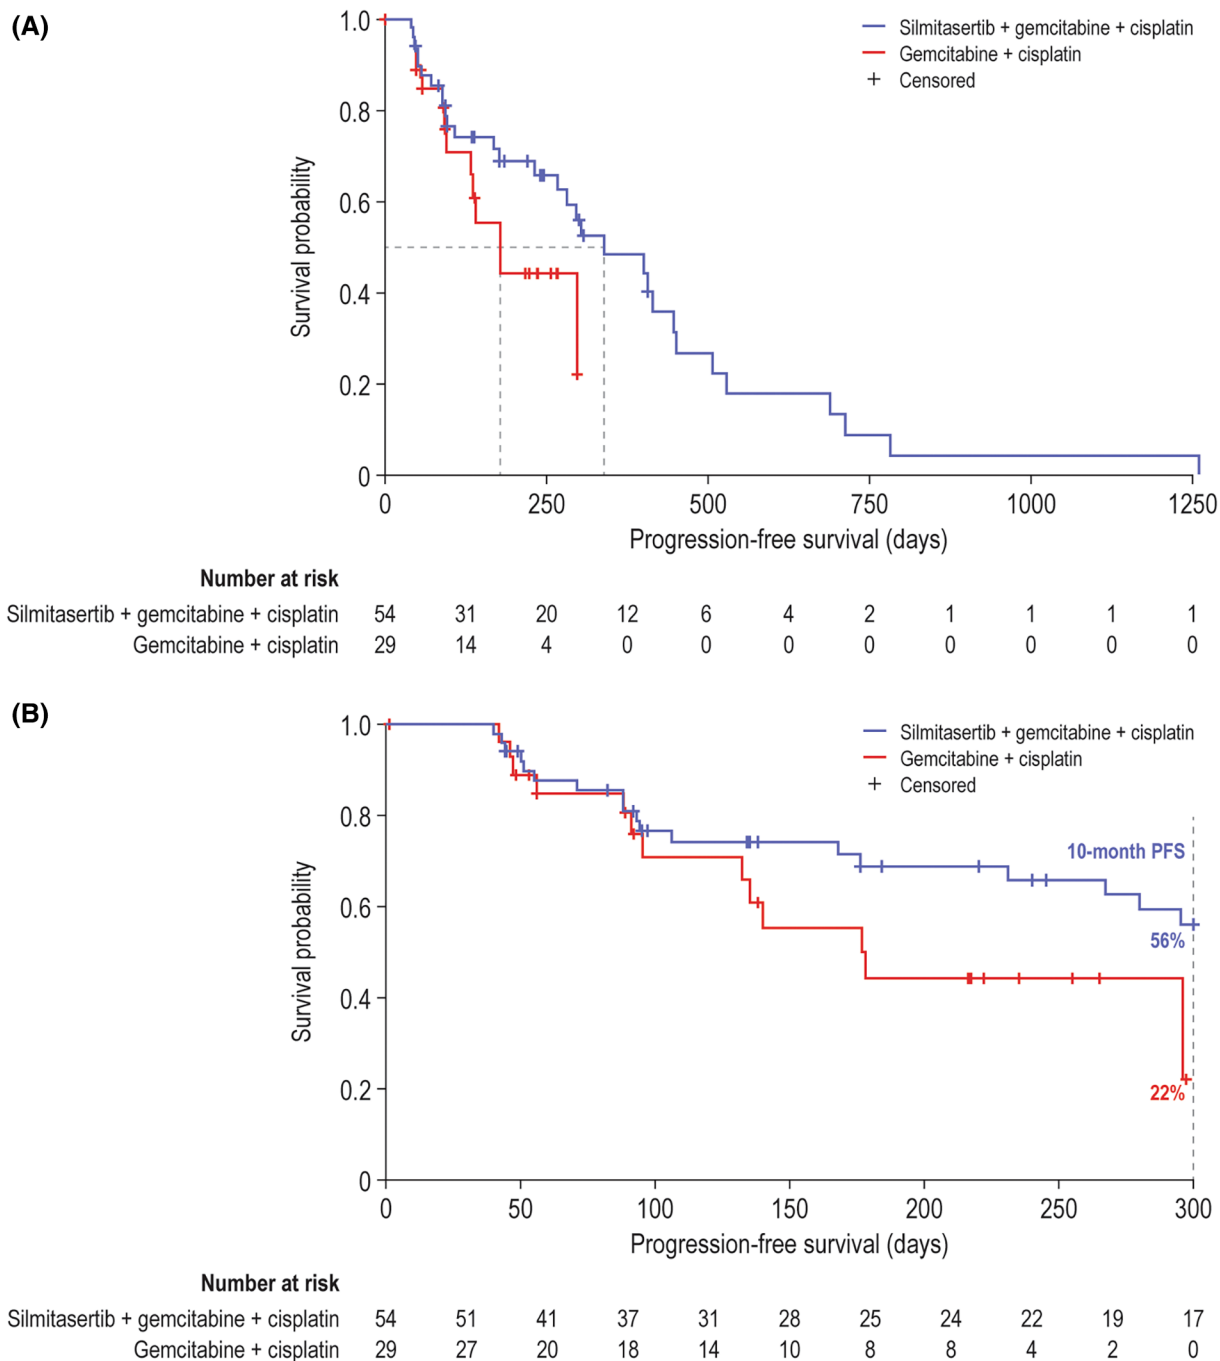 (A)
Silmitasertib + gemcitabine + cisplatin
Gemcitabine + cisplatin
Censored
Survival probability
1.0
0.8
0.6
0.4
0.2
0
0 250 500 750 1000 1250
Progression-free survival (days)
Number at risk
Silmitasertib + gemcitabine + cisplatin 54 31 20 12 6 4 2 1 1 1 1
Gemcitabine + cisplatin 29 14 4 0 0 0 0 0 0 0 0
(B)
Silmitasertib + gemcitabine + cisplatin
Gemcitabine + cisplatin
Censored
Survival probability
1.0
0.8
0.6
0.4
0.2
0
10-month PFS
56%
22%
0 50 100 150 200 250 300
Progression-free survival (days)
Number at risk
Silmitasertib + gemcitabine + cisplatin 54 51 41 37 31 28 25 24 22 19 17
Gemcitabine + cisplatin 29 27 20 18 14 10 8 8 4 2 0